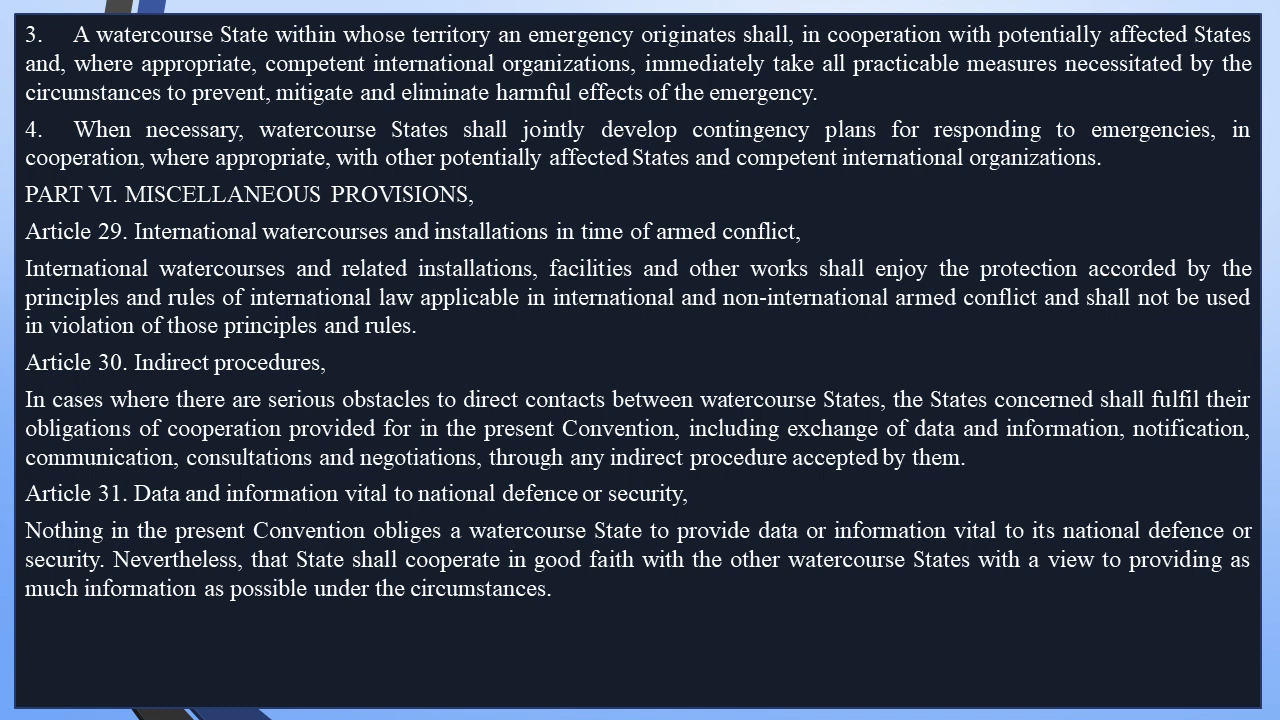 3. A watercourse State within whose territory an emergency originates shall, in cooperation with potentially affected States
and, where appropriate, competent international organizations, immediately take all practicable measures necessitated by the
circumstances to prevent, mitigate and eliminate harmful effects of the emergency.
4. When necessary, watercourse States shall jointly develop contingency plans for responding to emergencies, in
cooperation, where appropriate, with other potentially affected States and competent international organizations.
PART VI. MISCELLANEOUS PROVISIONS,
Article 29. International watercourses and installations in time of armed conflict,
International watercourses and related installations, facilities and other works shall enjoy the protection accorded by the
principles and rules of international law applicable in international and non-international armed conflict and shall not be used
in violation of those principles and rules.
Article 30. Indirect procedures,
In cases where there are serious obstacles to direct contacts between watercourse States, the States concerned shall fulfil their
obligations of cooperation provided for in the present Convention, including exchange of data and information, notification,
communication, consultations and negotiations, through any indirect procedure accepted by them.
Article 31. Data and information vital to national defence or security,
Nothing in the present Convention obliges a watercourse State to provide data or information vital to its national defence or
security. Nevertheless, that State shall cooperate in good faith with the other watercourse States with a view to providing as
much information as possible under the circumstances.